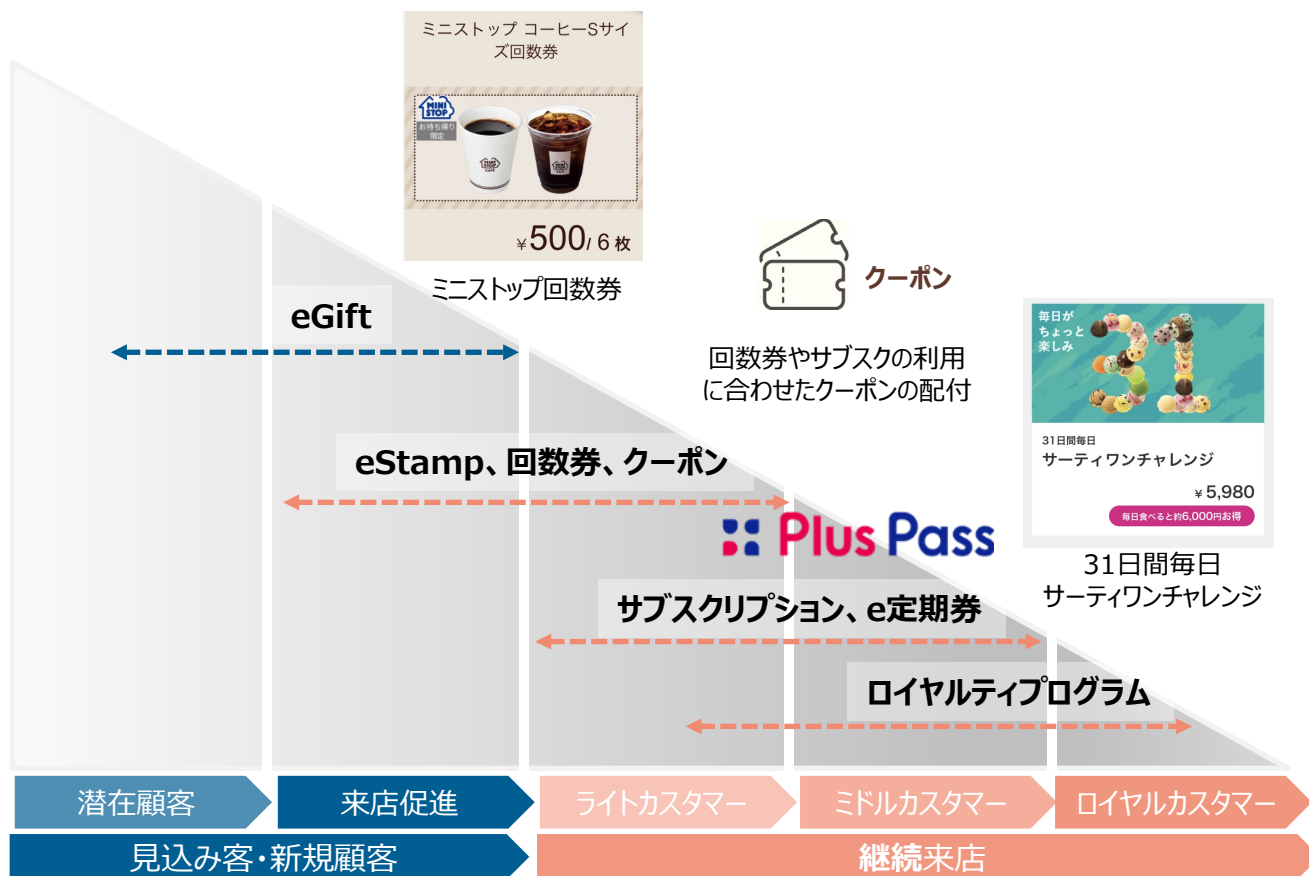 ミニストップ コーヒーSサイ
ズ回数券
MINI
STOP
お持ち帰り
限定
¥500/ 6 枚
ミニストップ回数券
eGift
クーポン
回数券やサブスクの利用
に合わせたクーポンの配付
毎日が
ちょっと
楽しみ
31日間毎日
サーティワンチャレンジ
¥ 5,980
毎日食べると約6,000円お得
31日間毎日
サーティワンチャレンジ
eStamp、回数券、クーポン
Plus Pass
サブスクリプション、e定期券
ロイヤルティプログラム
潜在顧客
来店促進
ライトカスタマー
ミドルカスタマー
ロイヤルカスタマー
見込み客・新規顧客
継続来店